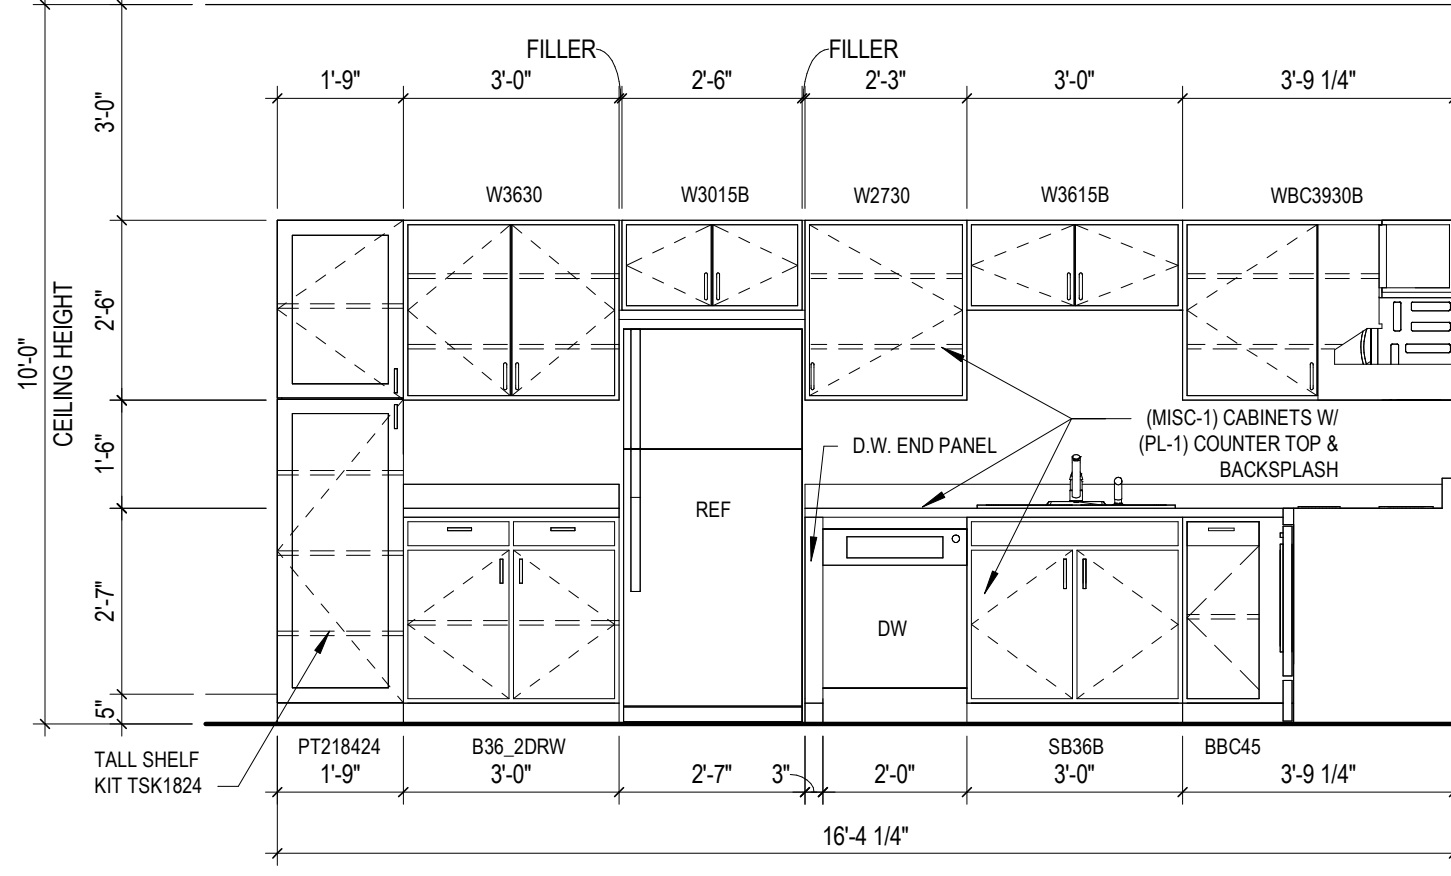 FILLER
FILLER
1'-9"
3'-0"
2'-6"
2'-3"
3'-0"
3'-9 1/4"
3'-0"
W3630
W3015B
W2730
W3615B
WBC3930B
10'-0"
CEILING HEIGHT
2'-6"
1'-6"
(MISC-1) CABINETS W/
(PL-1) COUNTER TOP &
BACKSPLASH
D.W. END PANEL
REF
2'-7"
DW
5"
TALL SHELF
KIT TSK1824
PT218424
B36_2DRW
SB36B
BBC45
1'-9"
3'-0"
2'-7"
3"
2'-0"
3'-0"
3'-9 1/4"
16'-4 1/4"